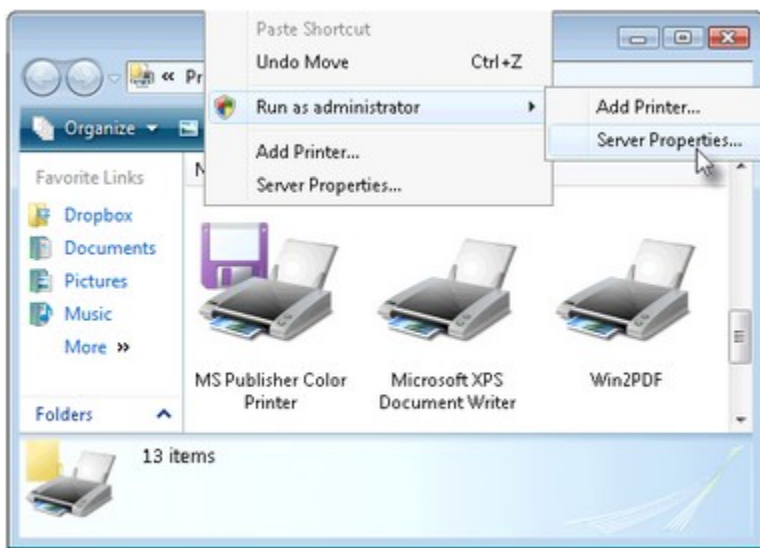 Paste Shortcut
Undo Move Ctrl+Z
« Pr
Run as administrator
Add Printer...
Organize
Add Printer...
Server Properties...
Favorite Links
N
Server Properties...
Dropbox
Documents
Pictures
Music
More »
MS Publisher Color
Printer
Microsoft XPS
Document Writer
Win2PDF
Folders
13 items